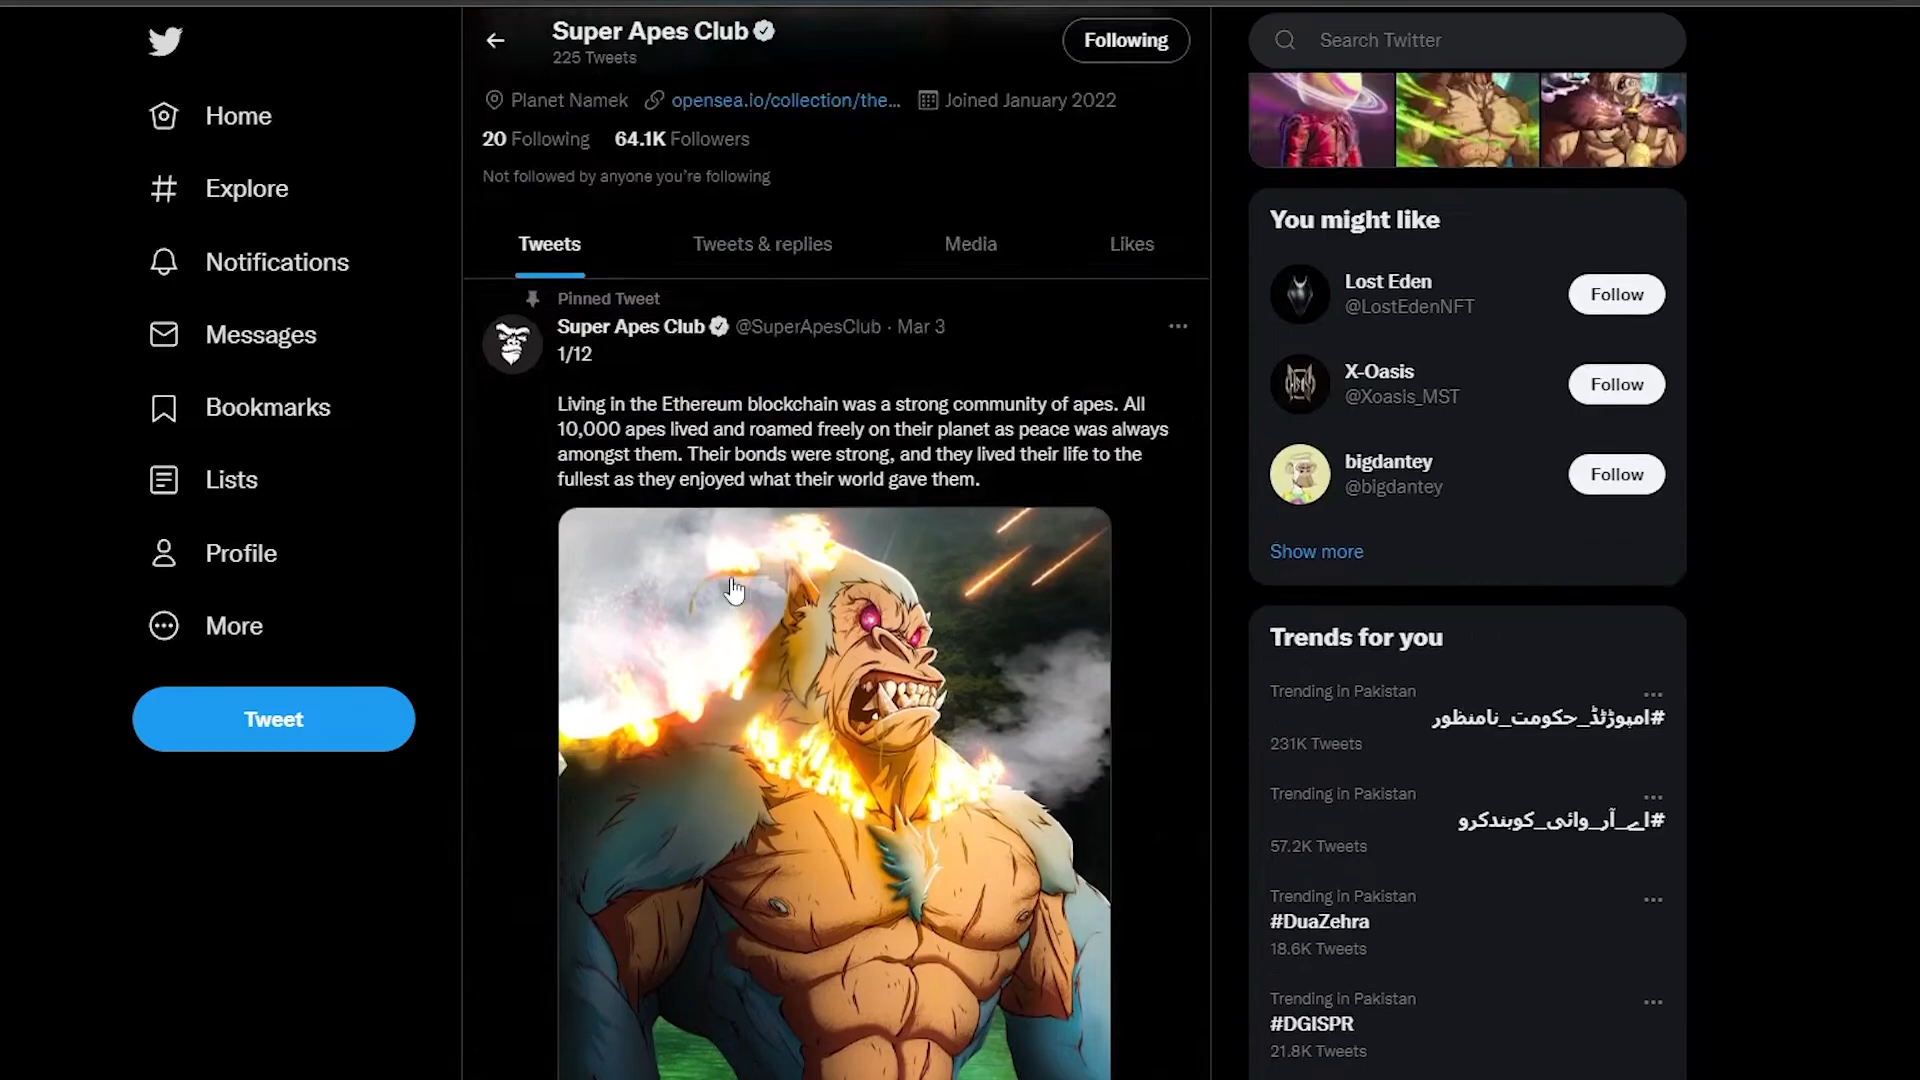 Home
Explore
Notifications
Messages
Bookmarks
Lists
Profile
More
Tweet
Super Apes Club
225 Tweets
Following
Planet Namek opensea.io/collection/the... Joined January 2022
20 Following 64.1K Followers
Not followed by anyone you're following
Tweets Tweets & replies Media Likes
Pinned Tweet
Super Apes Club @SuperApesClub · Mar 3
1/12
Living in the Ethereum blockchain was a strong community of apes. All
10,000 apes lived and roamed freely on their planet as peace was always
amongst them. Their bonds were strong, and they lived their life to the
fullest as they enjoyed what their world gave them.
Search Twitter
You might like
Lost Eden
@LostEdenNFT
Follow
X-Oasis
@Xoasis_MST
Follow
bigdantey
@bigdantey
Follow
Show more
Trends for you
Trending in Pakistan
#امپورٹڈ_حکومت_نامنظور
231K Tweets
Trending in Pakistan
#اے_آر_وائی_کوبندکرو
57.2K Tweets
Trending in Pakistan
#DuaZehra
18.6K Tweets
Trending in Pakistan
#DGISPR
21.8K Tweets